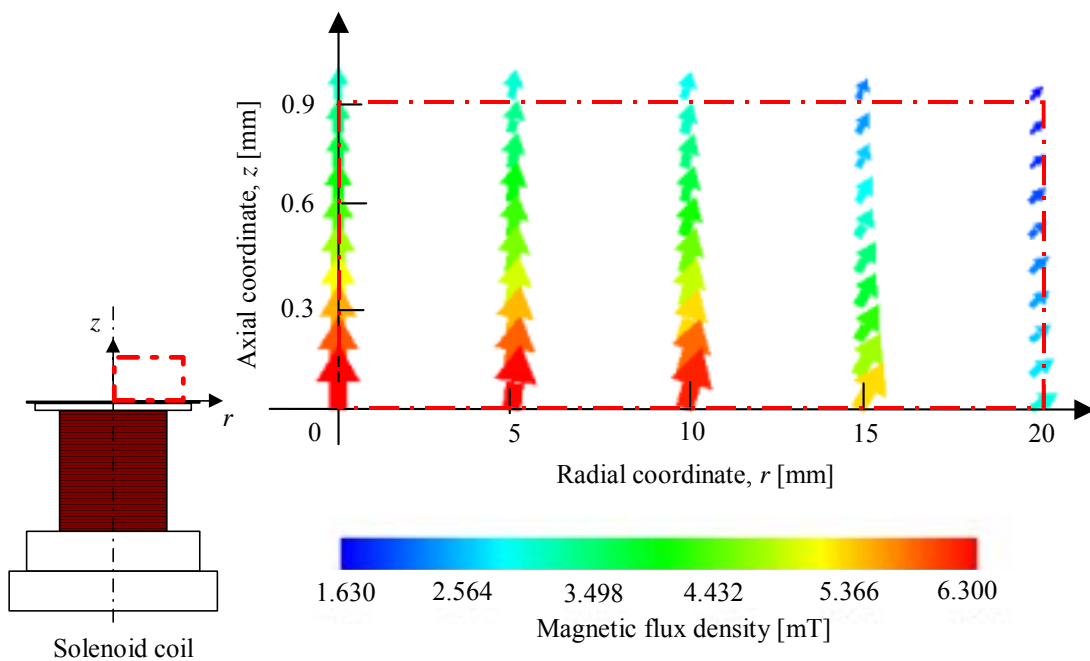 Axial coordinate, z [mm]
0.9
0.6
0.3
0
5
10
15
20
Radial coordinate, r [mm]
z
r
Solenoid coil
1.630
2.564
3.498
4.432
5.366
6.300
Magnetic flux density [mT]